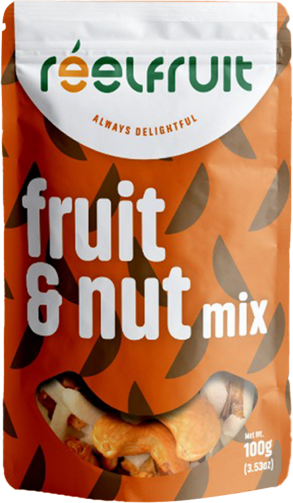 réelfruit
ALWAYS DELIGHTFUL
fruit
& nut mix
Net Wt.
100g
(3.53oz)